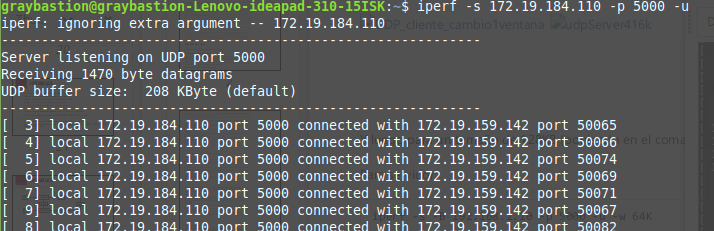 graybastion@graybastion-Lenovo-ideapad-310-15ISK:~$ iperf -s 172.19.184.110 -p 5000 -u
iperf: ignoring extra argument -- 172.19.184.110
------------------------------------------------------------
Server listening on UDP port 5000
Receiving 1470 byte datagrams
UDP buffer size:  208 KByte (default)
------------------------------------------------------------
[  3] local 172.19.184.110 port 5000 connected with 172.19.159.142 port 50065
[  4] local 172.19.184.110 port 5000 connected with 172.19.159.142 port 50066
[  5] local 172.19.184.110 port 5000 connected with 172.19.159.142 port 50074
[  6] local 172.19.184.110 port 5000 connected with 172.19.159.142 port 50069
[  7] local 172.19.184.110 port 5000 connected with 172.19.159.142 port 50071
[  9] local 172.19.184.110 port 5000 connected with 172.19.159.142 port 50067
[  8] local 172.19.184.110 port 5000 connected with 172.19.159.142 port 50082